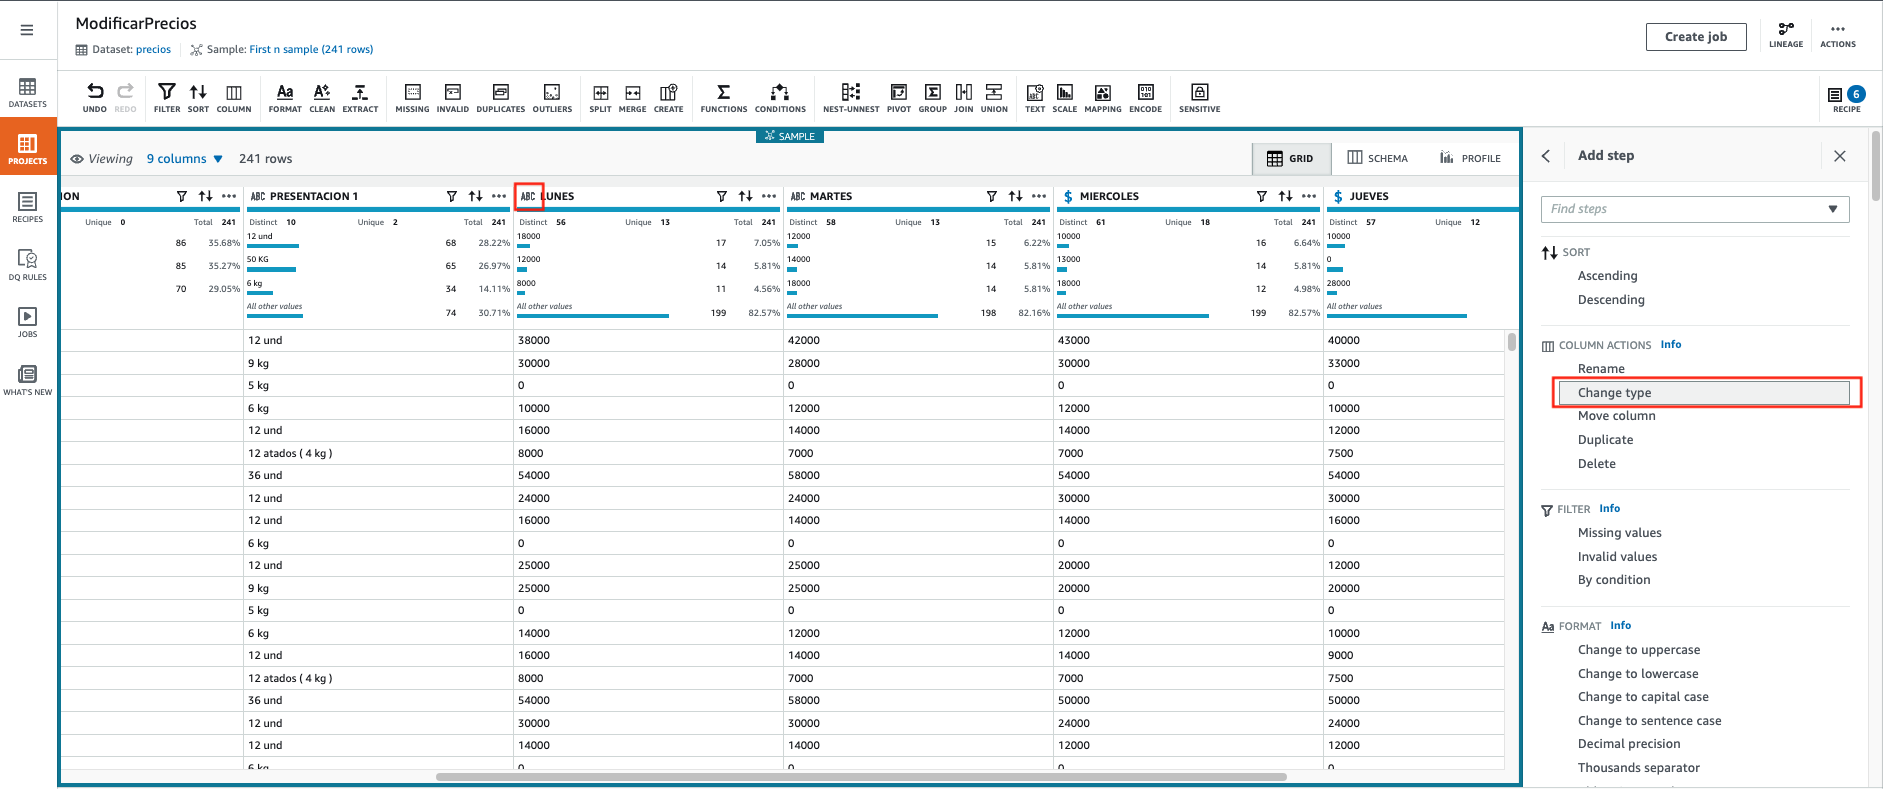 ModificarPrecios
Dataset: precios Sample: First n sample (241 rows)
Create job LINEAGE ACTIONS
UNDO REDO FILTER SORT COLUMN FORMAT CLEAN EXTRACT MISSING INVALID DUPLICATES OUTLIERS SPLIT MERGE CREATE FUNCTIONS CONDITIONS NEST-UNNEST PIVOT GROUP JOIN UNION TEXT SCALE MAPPING ENCODE SENSITIVE RECIPE 6
DATASETS
PROJECTS
RECIPES
DQ RULES
JOBS
WHAT'S NEW
SAMPLE
Viewing 9 columns 241 rows GRID SCHEMA PROFILE
ION ABC PRESENTACION 1 ABC LUNES ABC MARTES $ MIERCOLES $ JUEVES
Unique 0 Total 241 Distinct 10 Unique 2 Total 241 Distinct 56 Unique 13 Total 241 Distinct 58 Unique 13 Total 241 Distinct 61 Unique 18 Total 241 Distinct 57 Unique 12
86 35.68% 12 und 68 28.22% 18000 17 7.05% 12000 15 6.22% 10000 16 6.64% 10000
85 35.27% 50 KG 65 26.97% 12000 14 5.81% 14000 14 5.81% 13000 14 5.81% 0
70 29.05% 6 kg 34 14.11% 8000 11 4.56% 18000 14 5.81% 18000 12 4.98% 28000
All other values 74 30.71% All other values 199 82.57% All other values 198 82.16% All other values 199 82.57% All other values
12 und 38000 42000 43000 40000
9 kg 30000 28000 30000 33000
5 kg 0 0 0 0
6 kg 10000 12000 12000 10000
12 und 16000 14000 14000 12000
12 atados ( 4 kg ) 8000 7000 7000 7500
36 und 54000 58000 54000 54000
12 und 24000 24000 30000 30000
12 und 16000 14000 14000 16000
6 kg 0 0 0 0
12 und 25000 25000 20000 12000
9 kg 25000 25000 20000 20000
5 kg 0 0 0 0
6 kg 14000 12000 12000 10000
12 und 16000 14000 14000 9000
12 atados ( 4 kg ) 8000 7000 7000 7500
36 und 54000 58000 50000 50000
12 und 30000 30000 24000 24000
12 und 14000 14000 12000 12000
6 kg 0 0 0 0
Add step
Find steps
SORT
Ascending
Descending
COLUMN ACTIONS Info
Rename
Change type
Move column
Duplicate
Delete
FILTER Info
Missing values
Invalid values
By condition
Aa FORMAT Info
Change to uppercase
Change to lowercase
Change to capital case
Change to sentence case
Decimal precision
Thousands separator